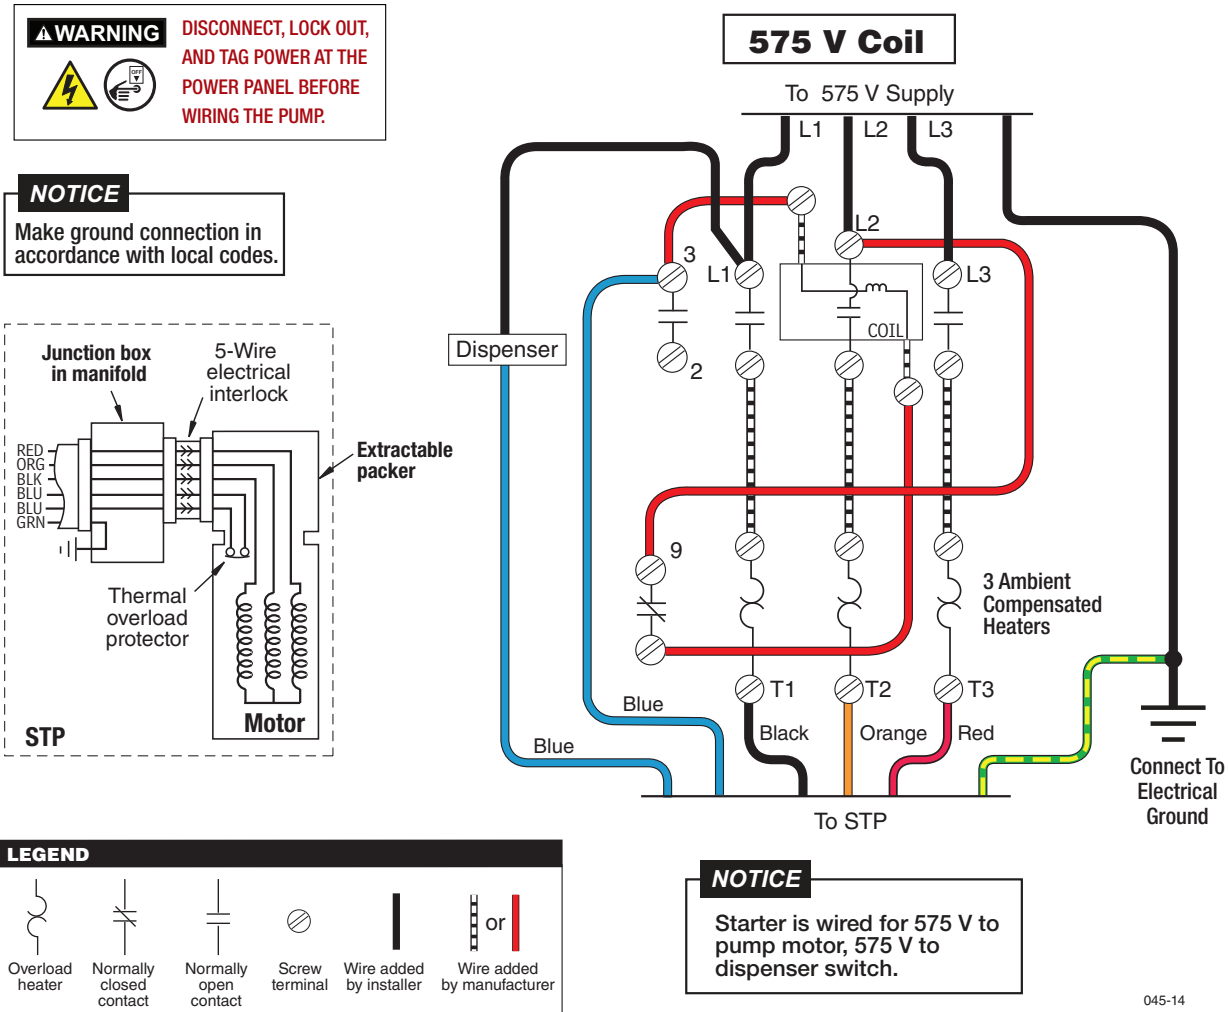 WARNING
DISCONNECT, LOCK OUT,
AND TAG POWER AT THE
POWER PANEL BEFORE
WIRING THE PUMP.
OFF
NOTICE
Make ground connection in
accordance with local codes.
Junction box
in manifold
5-Wire
electrical
interlock
RED
ORG
BLK
BLU
BLU
GRN
Extractable
packer
Thermal
overload
protector
Motor
STP
575 V Coil
To 575 V Supply
L1
L2
L3
L2
3
L1
L3
COIL
Dispenser
2
9
3 Ambient
Compensated
Heaters
T1
T2
T3
Blue
Black
Orange
Red
Blue
Connect To
Electrical
Ground
To STP
LEGEND
or
Overload
heater
Normally
closed
contact
Normally
open
contact
Screw
terminal
Wire added
by installer
Wire added
by manufacturer
NOTICE
Starter is wired for 575 V to
pump motor, 575 V to
dispenser switch.
045-14